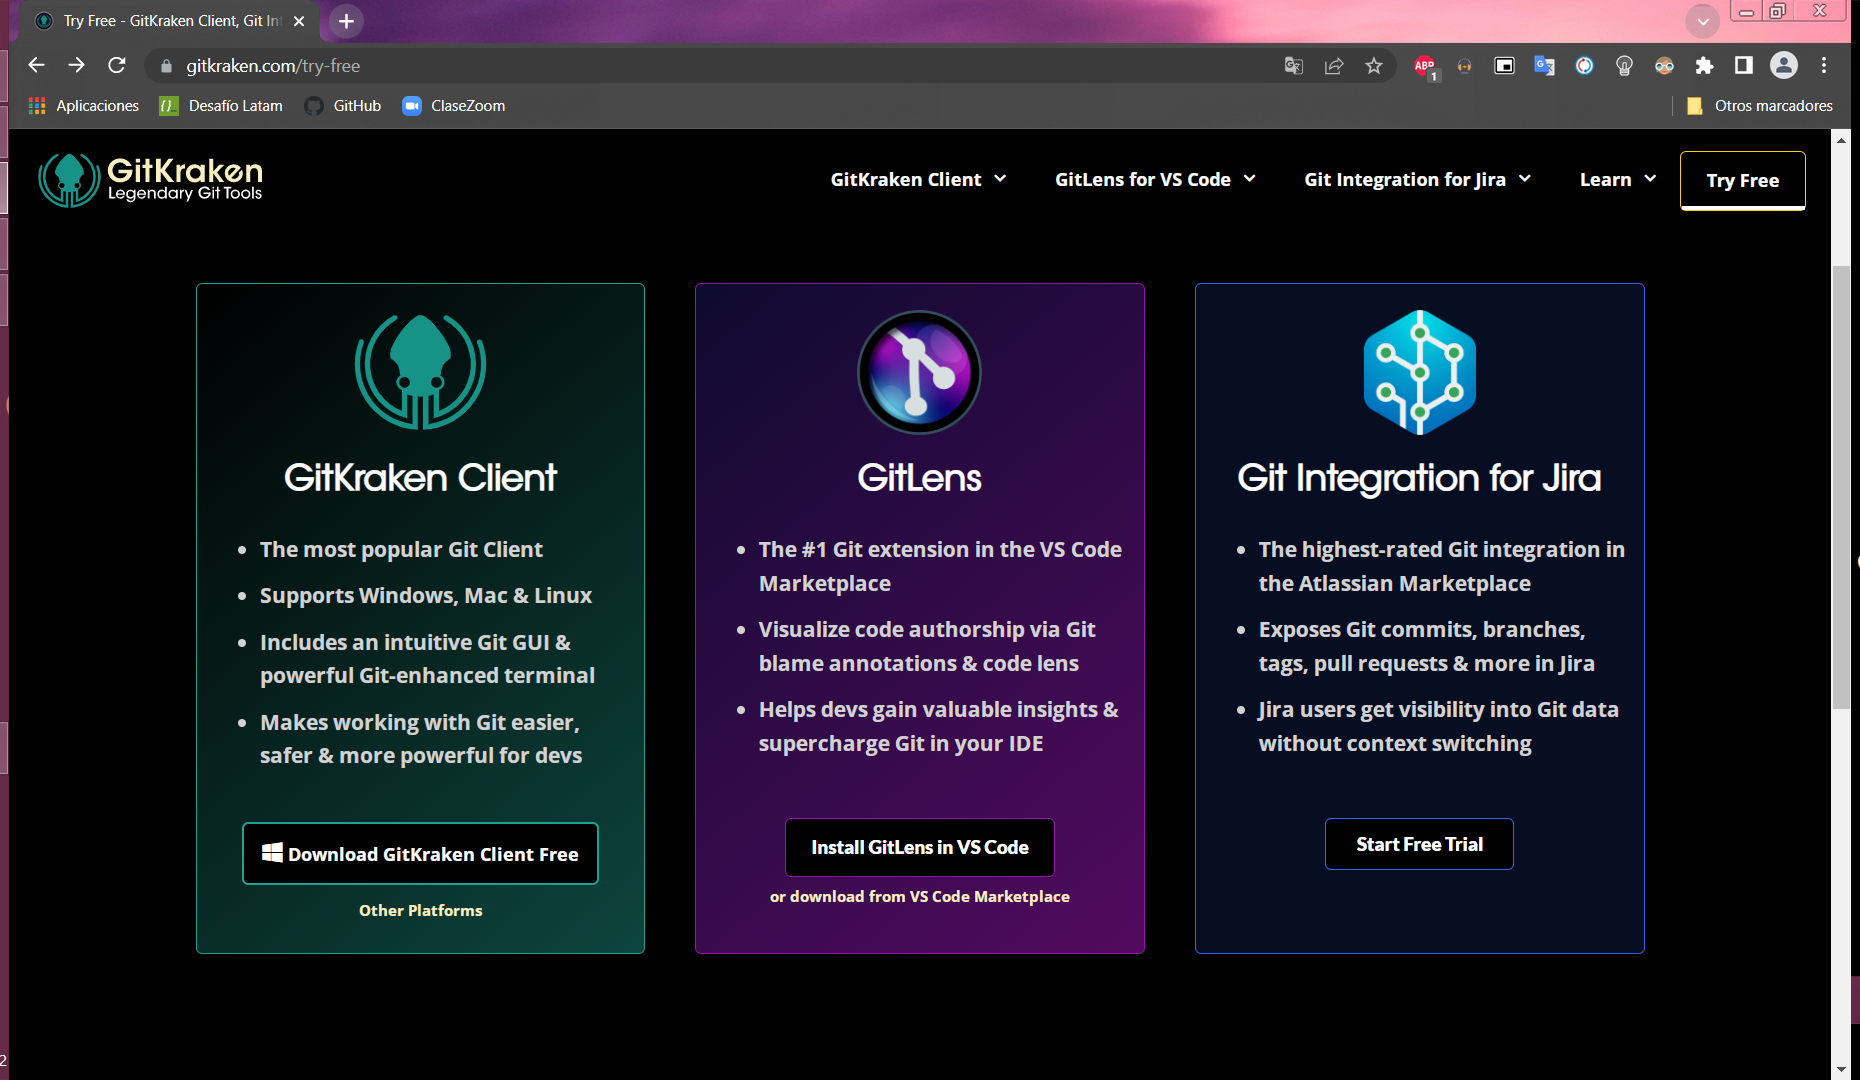 Try Free - GitKraken Client, Git In
gitkraken.com/try-free
ABP
1
Aplicaciones
Desafío Latam
GitHub
ClaseZoom
Otros marcadores
GitKraken
Legendary Git Tools
GitKraken Client
GitLens for VS Code
Git Integration for Jira
Learn
Try Free
GitKraken Client
The most popular Git Client
Supports Windows, Mac & Linux
Includes an intuitive Git GUI &
powerful Git-enhanced terminal
Makes working with Git easier,
safer & more powerful for devs
Download GitKraken Client Free
Other Platforms
GitLens
The #1 Git extension in the VS Code
Marketplace
Visualize code authorship via Git
blame annotations & code lens
Helps devs gain valuable insights &
supercharge Git in your IDE
Install GitLens in VS Code
or download from VS Code Marketplace
Git Integration for Jira
The highest-rated Git integration in
the Atlassian Marketplace
Exposes Git commits, branches,
tags, pull requests & more in Jira
Jira users get visibility into Git data
without context switching
Start Free Trial
2